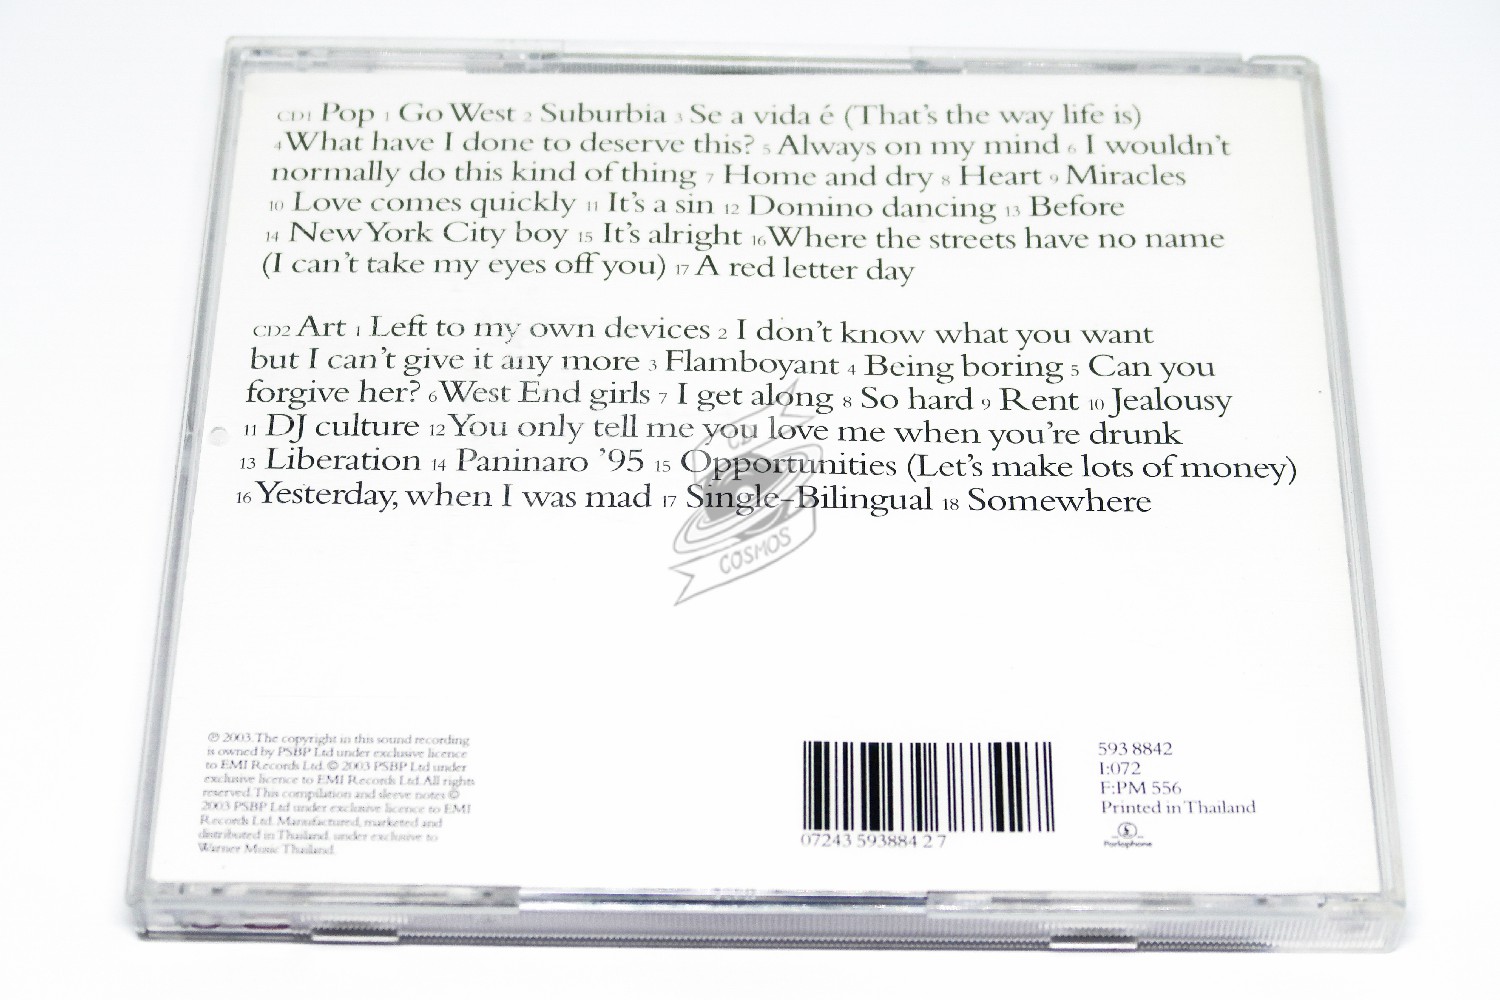 CD1 Pop 1 Go West 2 Suburbia 3 Se a vida é (That's the way life is)
4 What have I done to deserve this? 5 Always on my mind 6 I wouldn't
normally do this kind of thing 7 Home and dry 8 Heart 9 Miracles
10 Love comes quickly 11 It's a sin 12 Domino dancing 13 Before
14 New York City boy 15 It's alright 16 Where the streets have no name
(I can't take my eyes off you) 17 A red letter day
CD2 Art 1 Left to my own devices 2 I don't know what you want
but I can't give it any more 3 Flamboyant 4 Being boring 5 Can you
forgive her? 6 West End girls 7 I get along 8 So hard 9 Rent 10 Jealousy
11 DJ culture 12 You only tell me you love me when you're drunk
13 Liberation 14 Paninaro '95 15 Opportunities (Let's make lots of money)
16 Yesterday, when I was mad 17 Single-Bilingual 18 Somewhere
CD
COSMOS
℗ 2003. The copyright in this sound recording
is owned by PSBP Ltd under exclusive licence
to EMI Records Ltd. © 2003 PSBP Ltd under
exclusive licence to EMI Records Ltd. All rights
reserved. This compilation and sleeve notes ©
2003 PSBP Ltd under exclusive licence to EMI
Records Ltd. Manufactured, marketed and
distributed in Thailand, under exclusive to
Warner Music Thailand.
07243 593884 2 7
593 8842
I:072
F:PM 556
Printed in Thailand
Parlophone